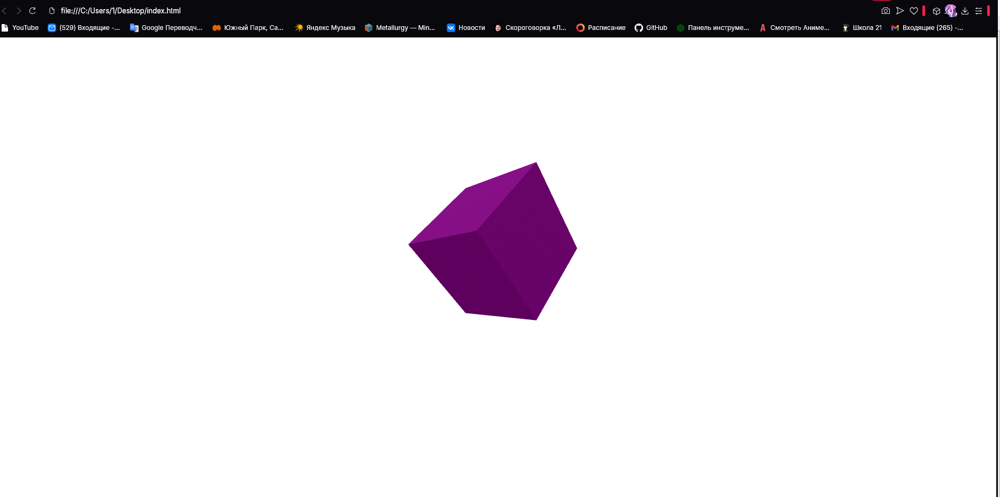 file:///C:/Users/1/Desktop/index.html
YouTube (529) Входящие -... Google Переводч... Южный Парк, Са... Яндекс Музыка Metallurgy — Min... Новости Скороговорка «Л... Расписание GitHub Панель инструме... Смотреть Аниме... Школа 21 Входящие (265) -...